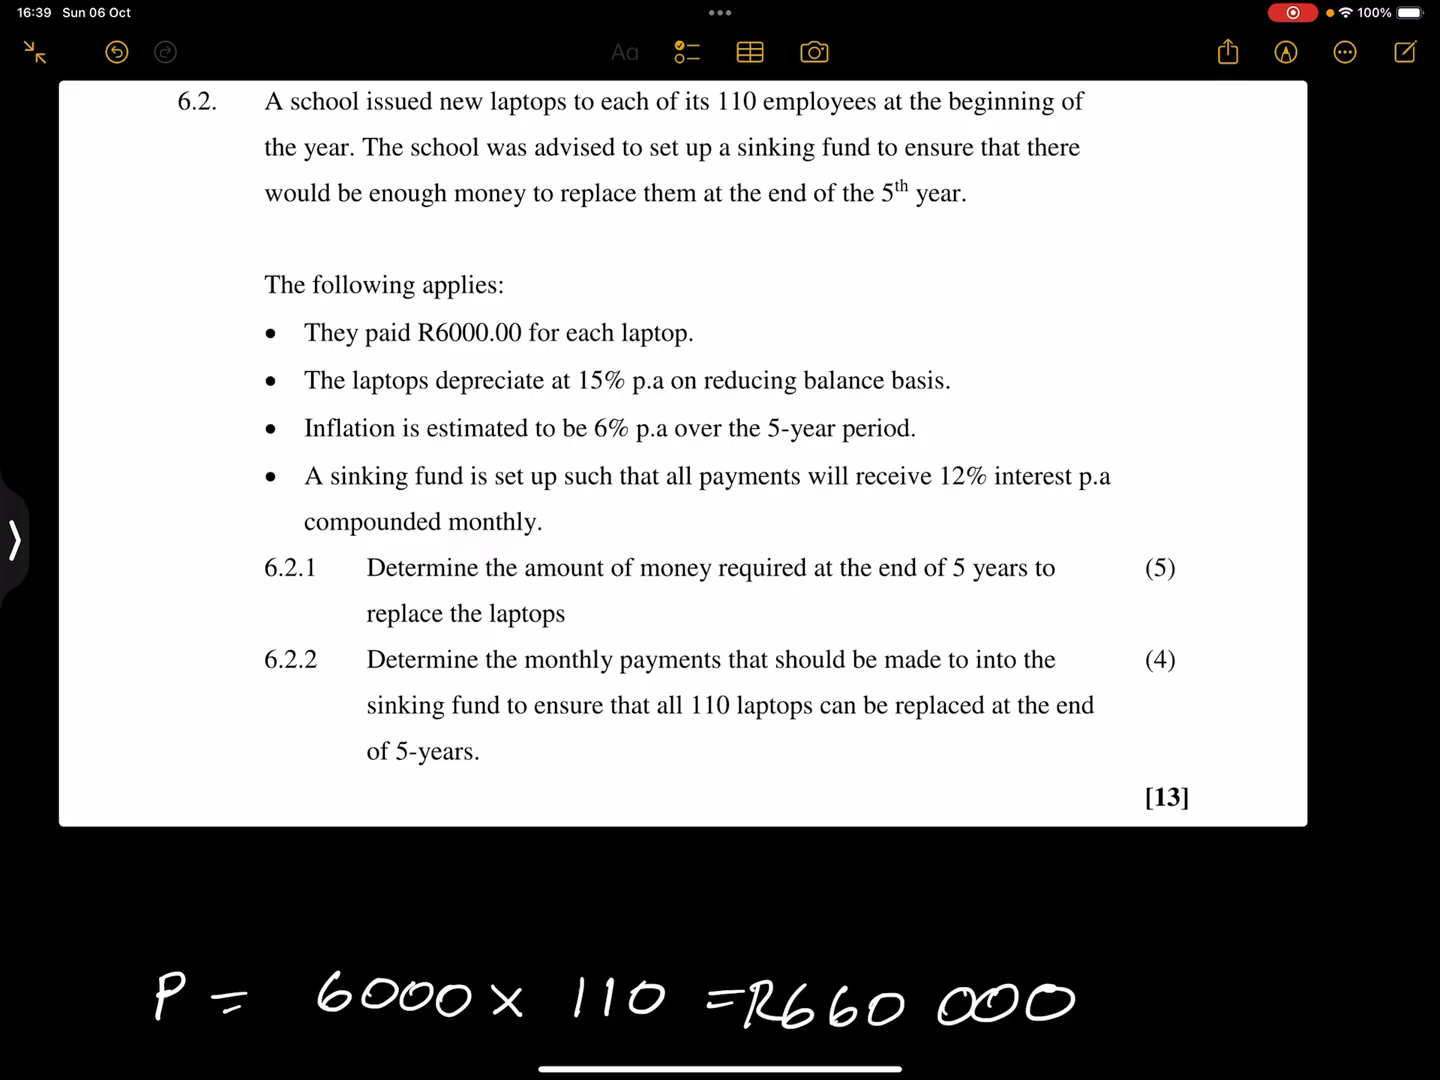 16:39 Sun 06 Oct 100%
Aa
6.2. A school issued new laptops to each of its 110 employees at the beginning of
the year. The school was advised to set up a sinking fund to ensure that there
would be enough money to replace them at the end of the 5th year.
The following applies:
• They paid R6000.00 for each laptop.
• The laptops depreciate at 15% p.a on reducing balance basis.
• Inflation is estimated to be 6% p.a over the 5-year period.
• A sinking fund is set up such that all payments will receive 12% interest p.a
compounded monthly.
6.2.1 Determine the amount of money required at the end of 5 years to (5)
replace the laptops
6.2.2 Determine the monthly payments that should be made to into the (4)
sinking fund to ensure that all 110 laptops can be replaced at the end
of 5-years.
[13]
P = 6000 × 110 = R660 000